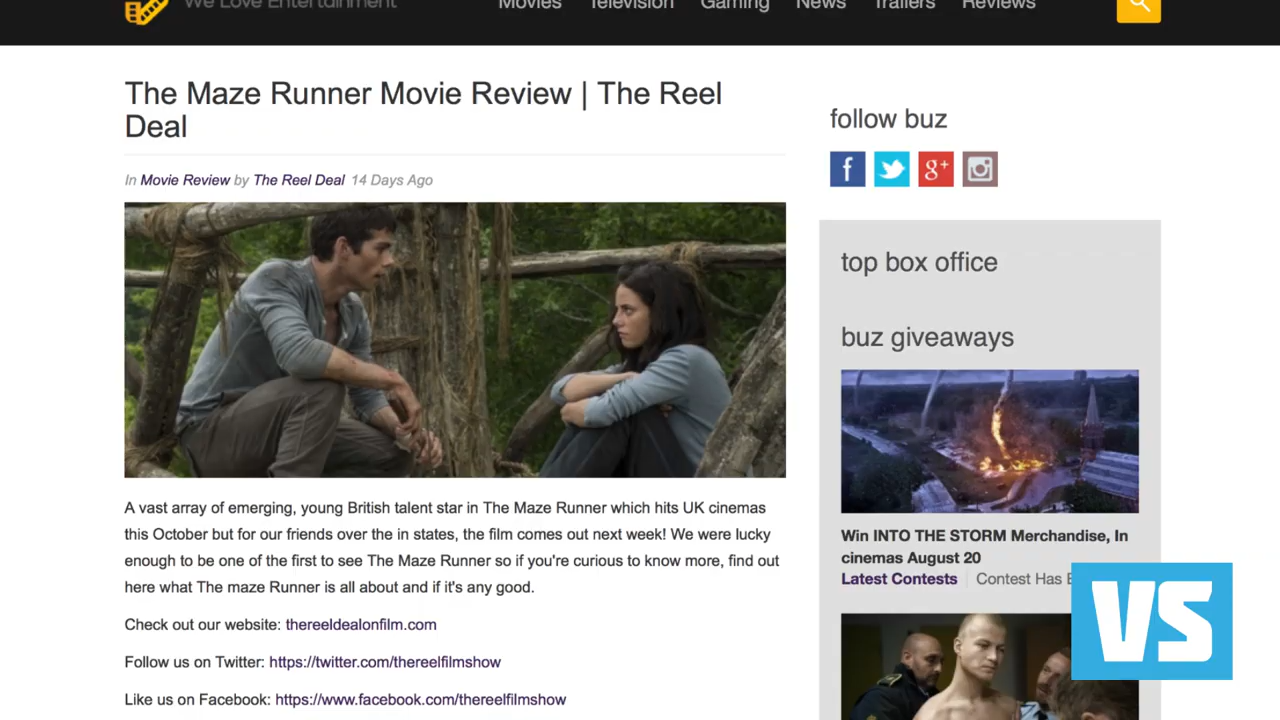 We Love Entertainment
Movies Television Gaming News Trailers Reviews
The Maze Runner Movie Review | The Reel
Deal
In Movie Review by The Reel Deal 14 Days Ago
A vast array of emerging, young British talent star in The Maze Runner which hits UK cinemas
this October but for our friends over the in states, the film comes out next week! We were lucky
enough to be one of the first to see The Maze Runner so if you're curious to know more, find out
here what The maze Runner is all about and if it's any good.
Check out our website: thereeldealonfilm.com
Follow us on Twitter: https://twitter.com/thereelfilmshow
Like us on Facebook: https://www.facebook.com/thereelfilmshow
follow buz
f g+
top box office
buz giveaways
Win INTO THE STORM Merchandise, In
cinemas August 20
Latest Contests Contest Has
VS